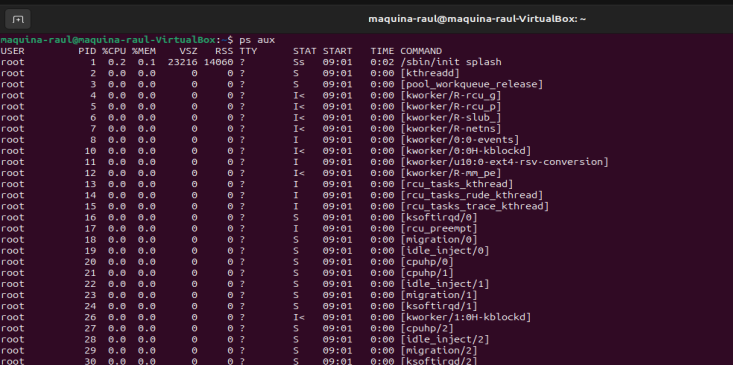 maquina-raul@maquina-raul-VirtualBox: ~
maquina-raul@maquina-raul-VirtualBox:~$ ps aux
USER PID %CPU %MEM VSZ RSS TTY STAT START TIME COMMAND
root 1 0.2 0.1 23216 14060 ? Ss 09:01 0:02 /sbin/init splash
root 2 0.0 0.0 0 0 ? S 09:01 0:00 [kthreadd]
root 3 0.0 0.0 0 0 ? S 09:01 0:00 [pool_workqueue_release]
root 4 0.0 0.0 0 0 ? I< 09:01 0:00 [kworker/R-rcu_g]
root 5 0.0 0.0 0 0 ? I< 09:01 0:00 [kworker/R-rcu_p]
root 6 0.0 0.0 0 0 ? I< 09:01 0:00 [kworker/R-slub_]
root 7 0.0 0.0 0 0 ? I< 09:01 0:00 [kworker/R-netns]
root 8 0.0 0.0 0 0 ? I 09:01 0:00 [kworker/0:0-events]
root 10 0.0 0.0 0 0 ? I< 09:01 0:00 [kworker/0:0H-kblockd]
root 11 0.0 0.0 0 0 ? I 09:01 0:00 [kworker/u10:0-ext4-rsv-conversion]
root 12 0.0 0.0 0 0 ? I< 09:01 0:00 [kworker/R-mm_pe]
root 13 0.0 0.0 0 0 ? I 09:01 0:00 [rcu_tasks_kthread]
root 14 0.0 0.0 0 0 ? I 09:01 0:00 [rcu_tasks_rude_kthread]
root 15 0.0 0.0 0 0 ? I 09:01 0:00 [rcu_tasks_trace_kthread]
root 16 0.0 0.0 0 0 ? S 09:01 0:00 [ksoftirqd/0]
root 17 0.0 0.0 0 0 ? I 09:01 0:00 [rcu_preempt]
root 18 0.0 0.0 0 0 ? S 09:01 0:00 [migration/0]
root 19 0.0 0.0 0 0 ? S 09:01 0:00 [idle_inject/0]
root 20 0.0 0.0 0 0 ? S 09:01 0:00 [cpuhp/0]
root 21 0.0 0.0 0 0 ? S 09:01 0:00 [cpuhp/1]
root 22 0.0 0.0 0 0 ? S 09:01 0:00 [idle_inject/1]
root 23 0.0 0.0 0 0 ? S 09:01 0:00 [migration/1]
root 24 0.0 0.0 0 0 ? S 09:01 0:00 [ksoftirqd/1]
root 26 0.0 0.0 0 0 ? I< 09:01 0:00 [kworker/1:0H-kblockd]
root 27 0.0 0.0 0 0 ? S 09:01 0:00 [cpuhp/2]
root 28 0.0 0.0 0 0 ? S 09:01 0:00 [idle_inject/2]
root 29 0.0 0.0 0 0 ? S 09:01 0:00 [migration/2]
root 30 0.0 0.0 0 0 ? S 09:01 0:00 [ksoftirqd/2]